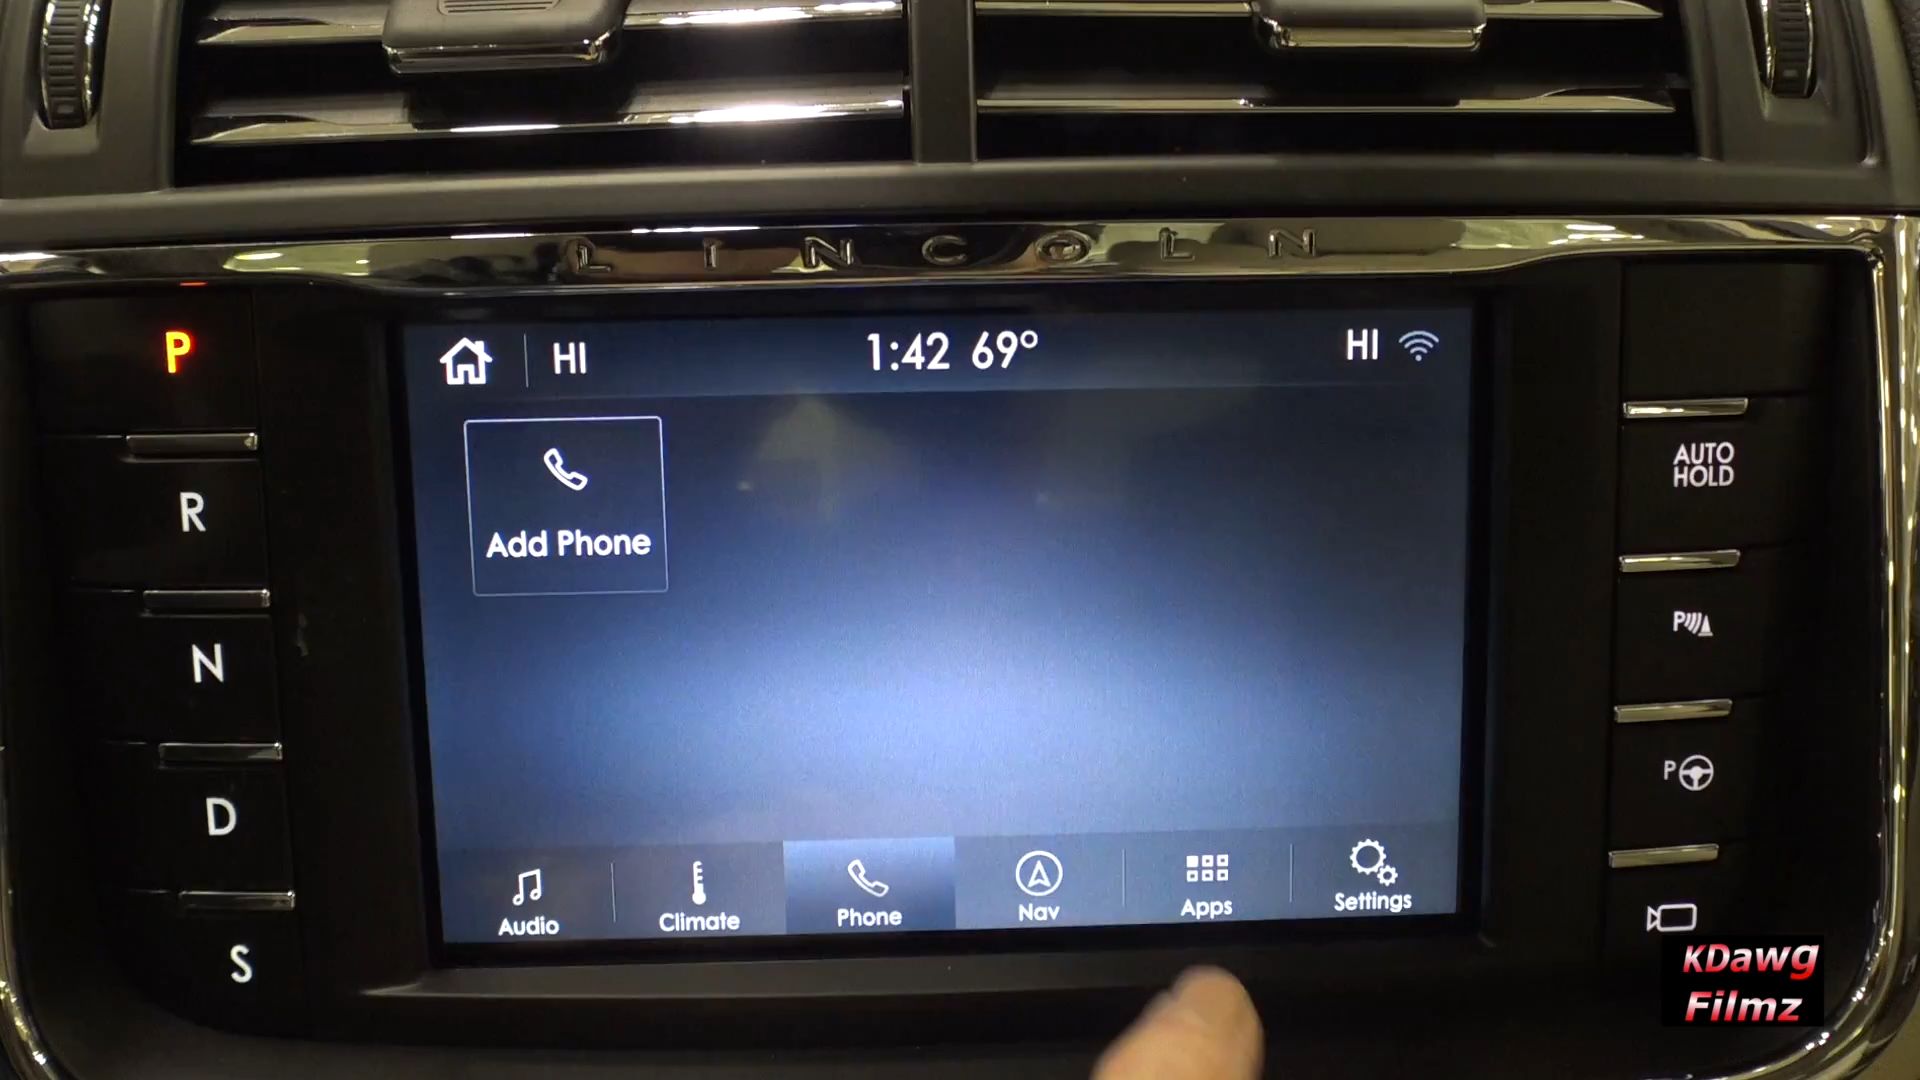 LINCOLN
P
R
N
D
S
HI
1:42 69°
HI
Add Phone
Audio
Climate
Phone
Nav
Apps
Settings
AUTO
HOLD
P
P
KDawg
Filmz